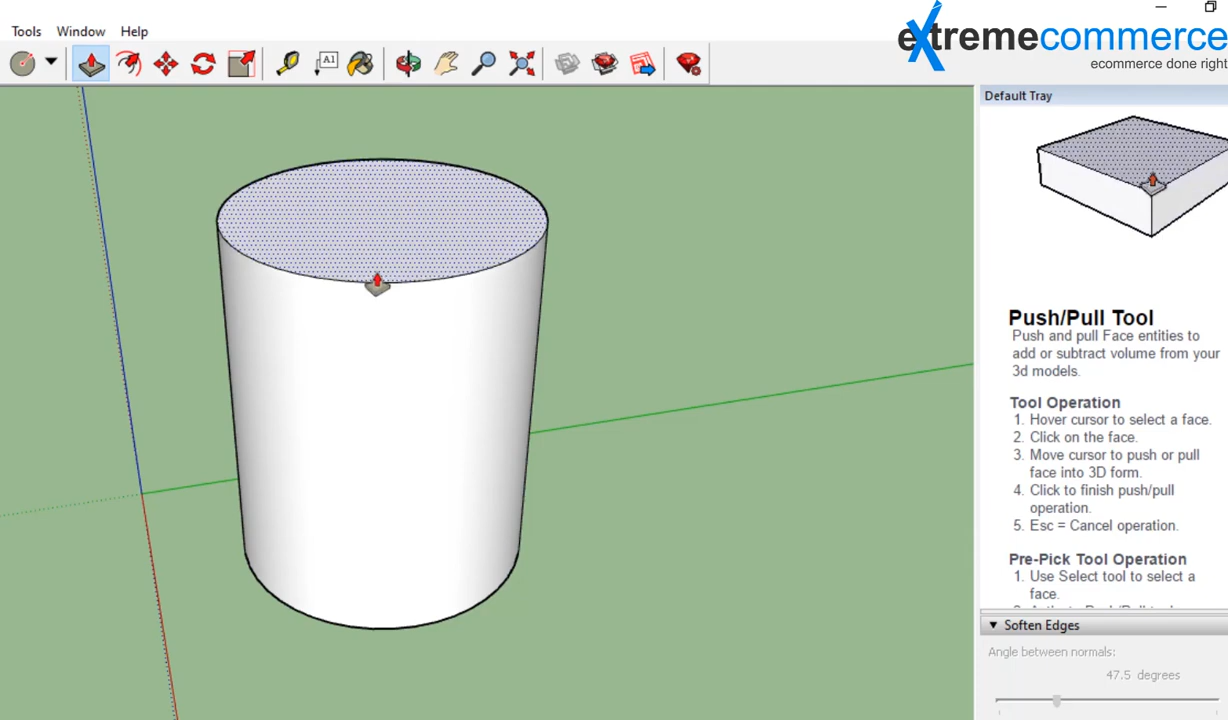 Tools Window Help
extremecommerce
ecommerce done right
A1
Default Tray
Push/Pull Tool
Push and pull Face entities to
add or subtract volume from your
3d models.
Tool Operation
1. Hover cursor to select a face.
2. Click on the face.
3. Move cursor to push or pull
face into 3D form.
4. Click to finish push/pull
operation.
5. Esc = Cancel operation.
Pre-Pick Tool Operation
1. Use Select tool to select a
face.
Soften Edges
Angle between normals:
47.5 degrees